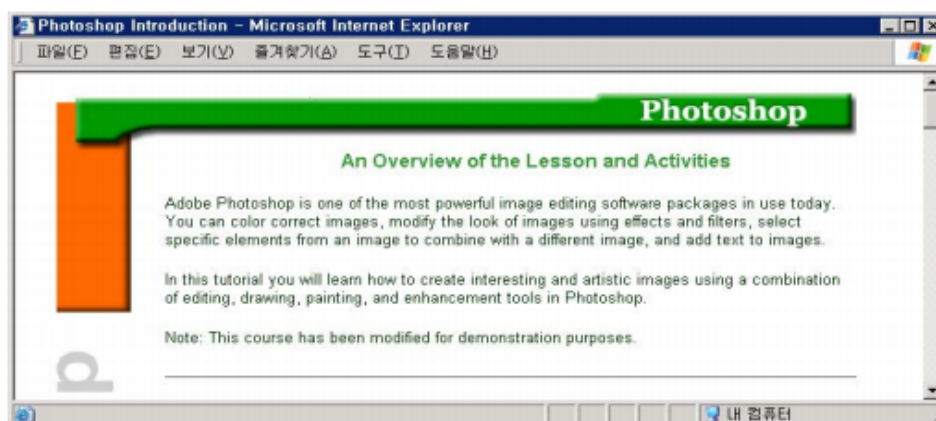 Photoshop Introduction - Microsoft Internet Explorer
파일(F) 편집(E) 보기(V) 즐겨찾기(A) 도구(T) 도움말(H)
Photoshop
An Overview of the Lesson and Activities
Adobe Photoshop is one of the most powerful image editing software packages in use today.
You can color correct images, modify the look of images using effects and filters, select
specific elements from an image to combine with a different image, and add text to images.
In this tutorial you will learn how to create interesting and artistic images using a combination
of editing, drawing, painting, and enhancement tools in Photoshop.
Note: This course has been modified for demonstration purposes.
p
내 컴퓨터